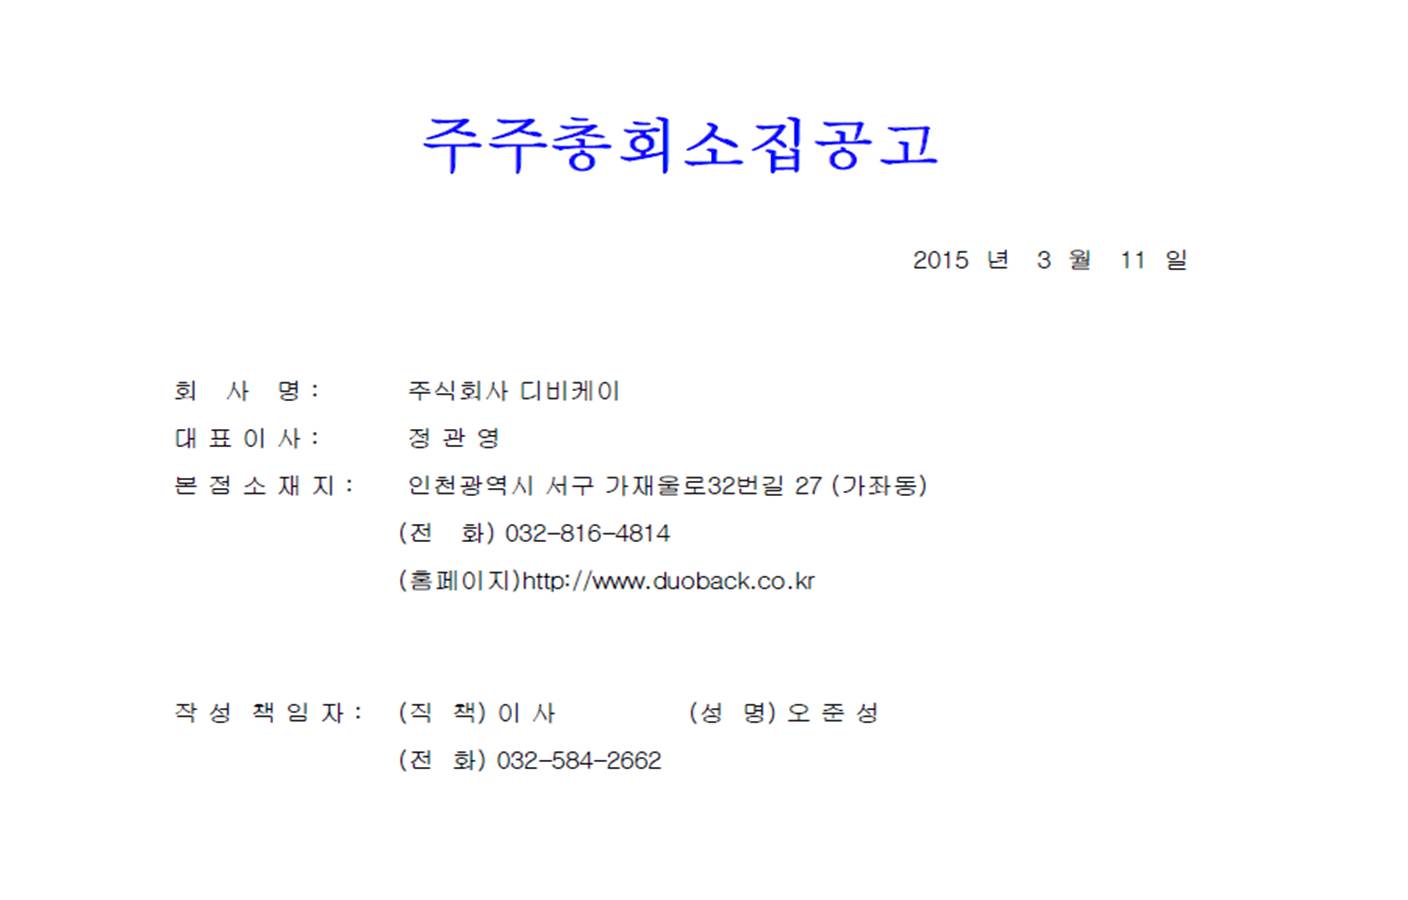 주주총회소집공고
2015 년 3 월 11 일
회 사 명 : 주식회사 디비케이
대 표 이 사 : 정 관 영
본 점 소 재 지 : 인천광역시 서구 가재울로32번길 27 (가좌동)
(전 화) 032-816-4814
(홈페이지)http://www.duoback.co.kr
작 성 책 임 자 : (직 책) 이 사 (성 명) 오 준 성
(전 화) 032-584-2662